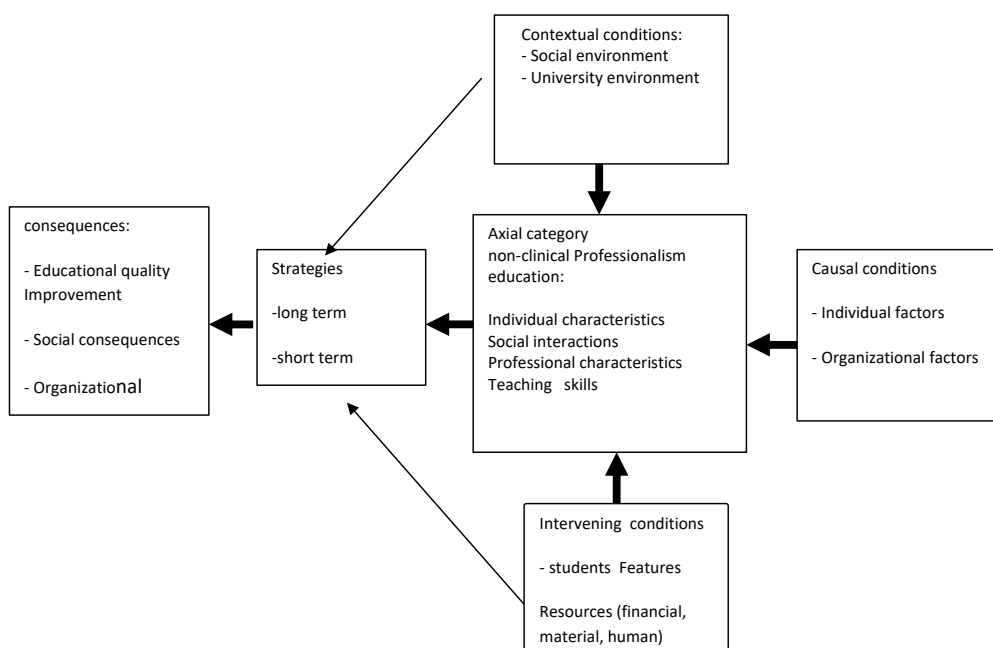 Contextual conditions:
- Social environment
- University environment
consequences:
- Educational quality
Improvement
- Social consequences
- Organizational
Strategies
-long term
-short term
Axial category
non-clinical Professionalism
education:
Individual characteristics
Social interactions
Professional characteristics
Teaching skills
Causal conditions
- Individual factors
- Organizational factors
Intervening conditions
- students Features
Resources (financial,
material, human)